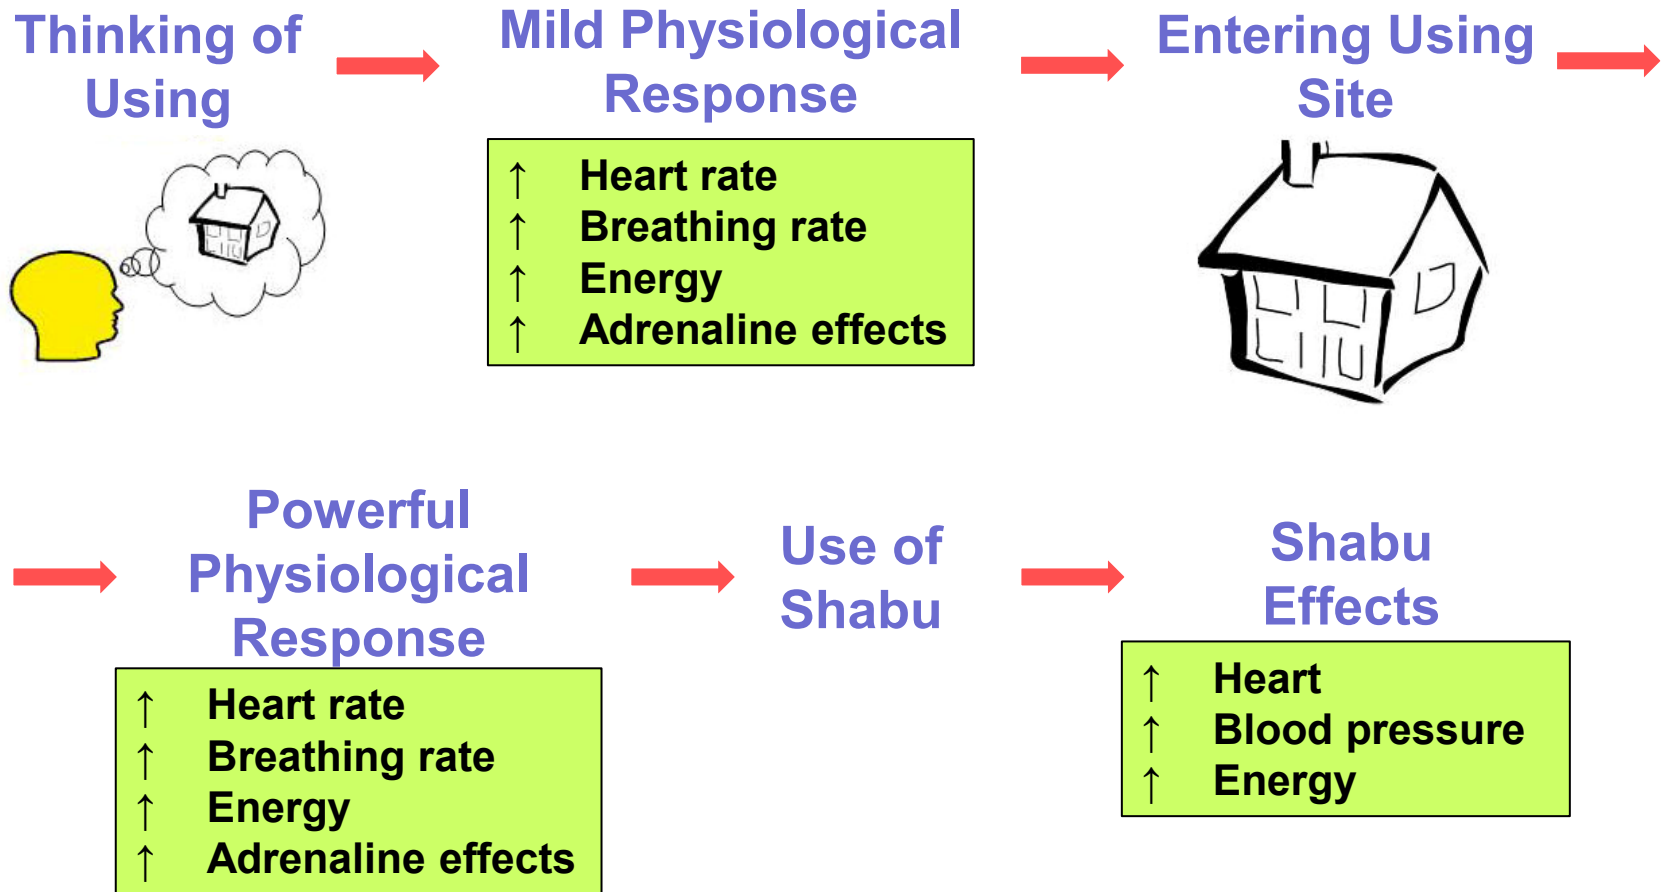 Thinking of
Using
Mild Physiological
Response
↑ Heart rate
↑ Breathing rate
↑ Energy
↑ Adrenaline effects
Entering Using
Site
Powerful
Physiological
Response
↑ Heart rate
↑ Breathing rate
↑ Energy
↑ Adrenaline effects
Use of
Shabu
Shabu
Effects
↑ Heart
↑ Blood pressure
↑ Energy